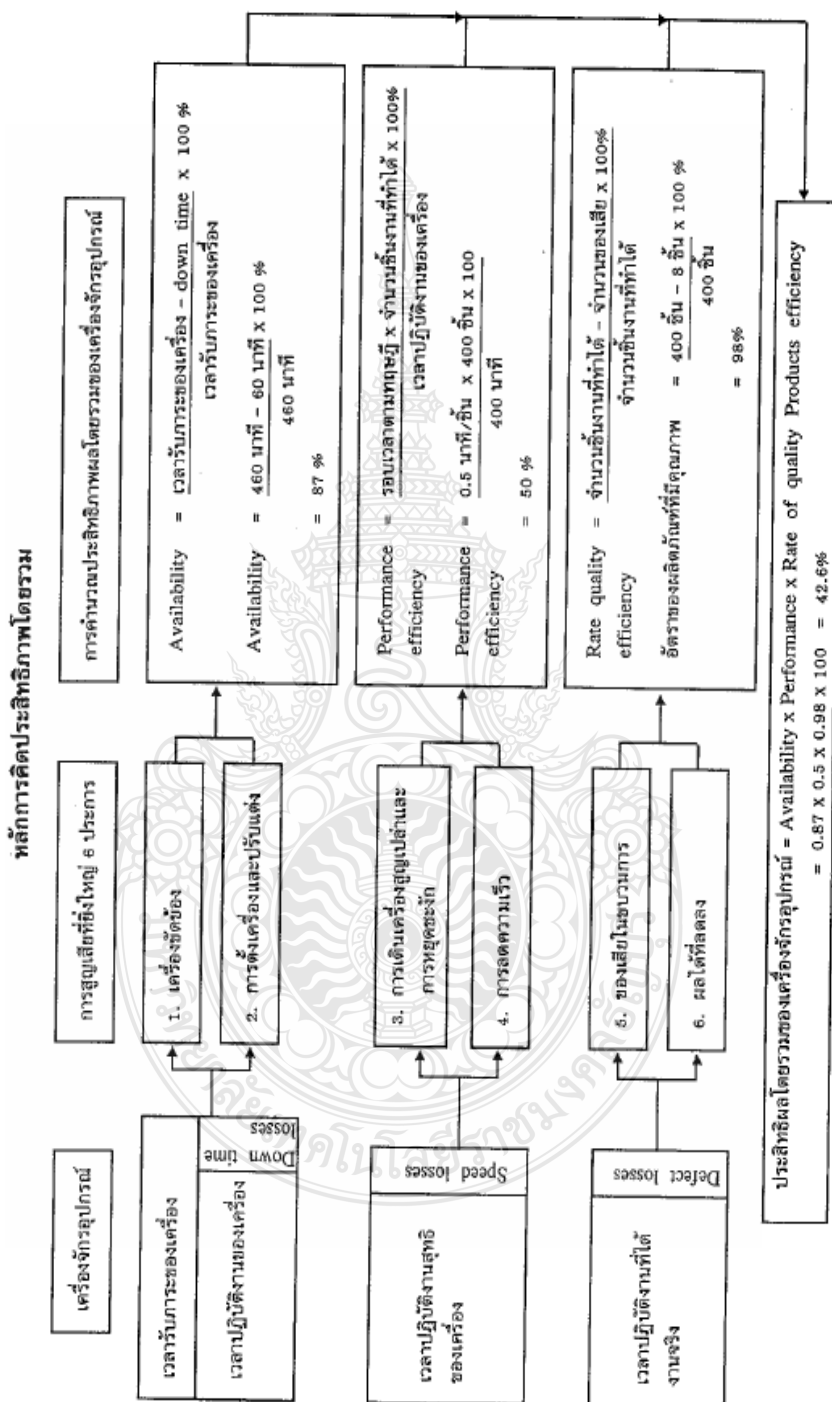 หลักการคิดประสิทธิภาพโดยรวม
เครื่องจักรอุปกรณ์
การสูญเสียที่ยิ่งใหญ่ 6 ประการ
การคำนวณประสิทธิภาพผลโดยรวมของเครื่องจักรอุปกรณ์
เวลารับภาระของเครื่อง
เวลาปฏิบัติงานของเครื่อง
Down time
losses
1. เครื่องขัดข้อง
2. การตั้งเครื่องและปรับแต่ง
Availability = เวลารับภาระของเครื่อง – down time x 100 %
เวลารับภาระของเครื่อง
Availability = 460 นาที – 60 นาที x 100 %
460 นาที
= 87 %
เวลาปฏิบัติงานสุทธิ
ของเครื่อง
Speed losses
3. การเดินเครื่องสูญเปล่าและ
การหยุดชะงัก
4. การลดความเร็ว
Performance = รอบเวลาตามทฤษฎี x จำนวนชิ้นงานที่ทำได้ x 100%
efficiency เวลาปฏิบัติงานของเครื่อง
Performance = 0.5 นาที/ชิ้น x 400 ชิ้น x 100
efficiency 400 นาที
= 50 %
เวลาปฏิบัติงานที่ได้
งานจริง
Defect losses
5. ของเสียในขบวนการ
6. ผลได้ที่ลดลง
Rate quality = จำนวนชิ้นงานที่ทำได้ – จำนวนของเสีย x 100%
efficiency จำนวนชิ้นงานที่ทำได้
อัตราของผลิตภัณฑ์ที่มีคุณภาพ = 400 ชิ้น – 8 ชิ้น x 100 %
400 ชิ้น
= 98%
ประสิทธิผลโดยรวมของเครื่องจักรอุปกรณ์ = Availability x Performance x Rate of quality Products efficiency
= 0.87 X 0.5 X 0.98 X 100 = 42.6%